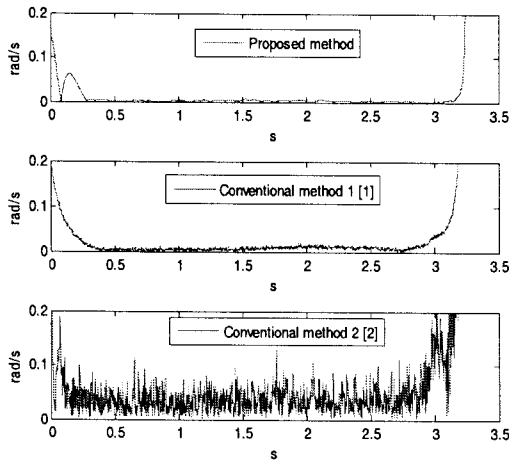 0.2
0.1
0
rad/s
Proposed method
0 0.5 1 1.5 2 2.5 3 3.5
s
0.2
0.1
0
rad/s
Conventional method 1 [1]
0 0.5 1 1.5 2 2.5 3 3.5
s
0.2
0.1
0
rad/s
Conventional method 2 [2]
0 0.5 1 1.5 2 2.5 3 3.5
s